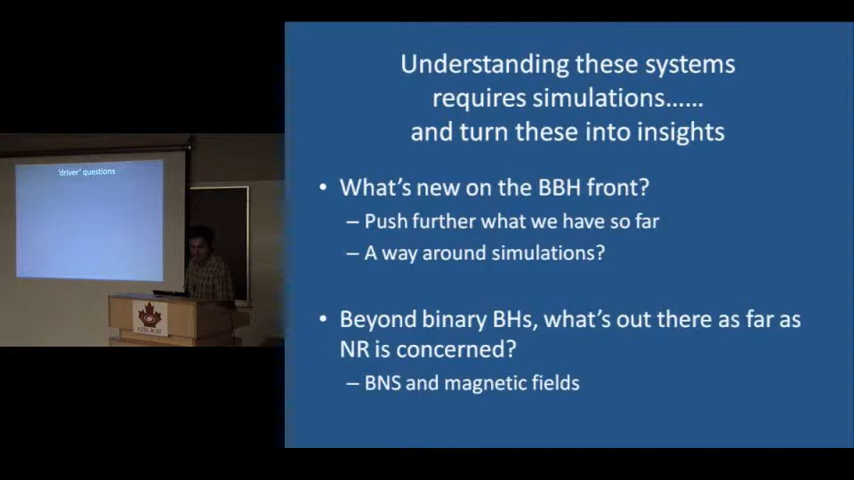 Understanding these systems
requires simulations......
and turn these into insights
• What's new on the BBH front?
– Push further what we have so far
– A way around simulations?
• Beyond binary BHs, what's out there as far as
NR is concerned?
– BNS and magnetic fields
'driver' questions